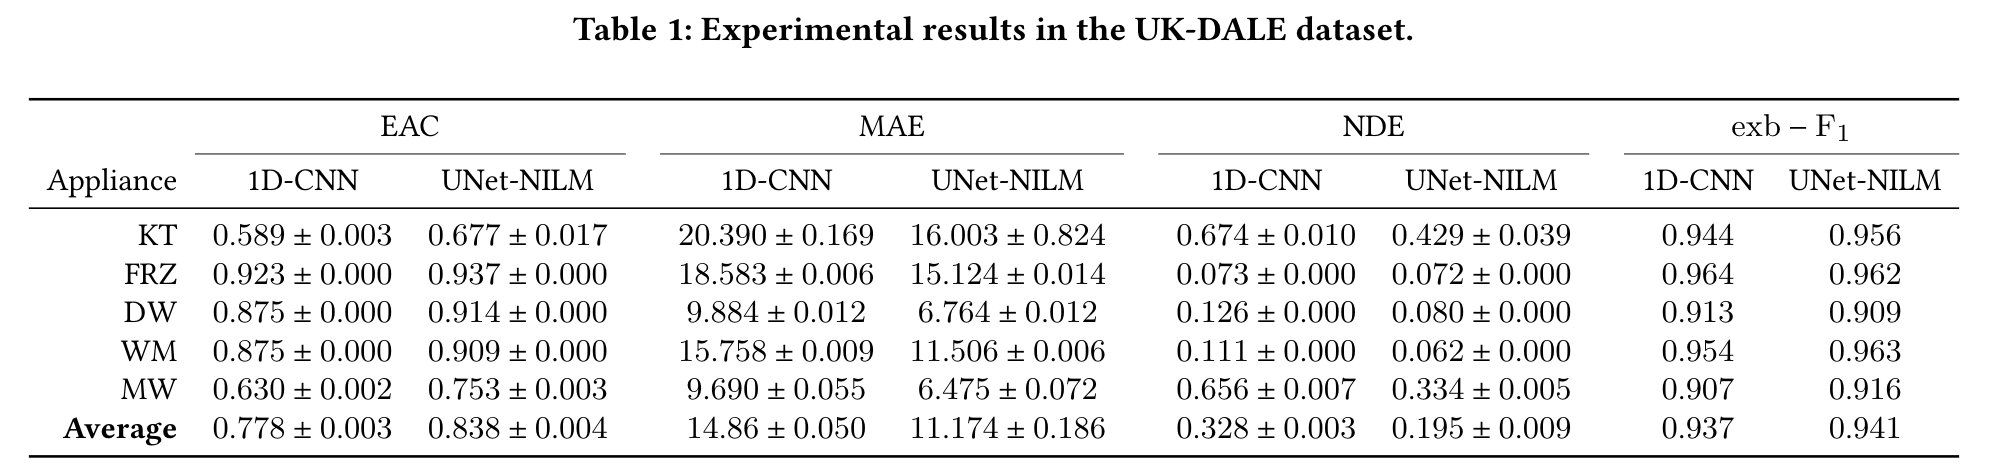 Table 1: Experimental results in the UK-DALE dataset.
EAC MAE NDE exb – F1
Appliance 1D-CNN UNet-NILM 1D-CNN UNet-NILM 1D-CNN UNet-NILM 1D-CNN UNet-NILM
KT 0.589 ± 0.003 0.677 ± 0.017 20.390 ± 0.169 16.003 ± 0.824 0.674 ± 0.010 0.429 ± 0.039 0.944 0.956
FRZ 0.923 ± 0.000 0.937 ± 0.000 18.583 ± 0.006 15.124 ± 0.014 0.073 ± 0.000 0.072 ± 0.000 0.964 0.962
DW 0.875 ± 0.000 0.914 ± 0.000 9.884 ± 0.012 6.764 ± 0.012 0.126 ± 0.000 0.080 ± 0.000 0.913 0.909
WM 0.875 ± 0.000 0.909 ± 0.000 15.758 ± 0.009 11.506 ± 0.006 0.111 ± 0.000 0.062 ± 0.000 0.954 0.963
MW 0.630 ± 0.002 0.753 ± 0.003 9.690 ± 0.055 6.475 ± 0.072 0.656 ± 0.007 0.334 ± 0.005 0.907 0.916
Average 0.778 ± 0.003 0.838 ± 0.004 14.86 ± 0.050 11.174 ± 0.186 0.328 ± 0.003 0.195 ± 0.009 0.937 0.941